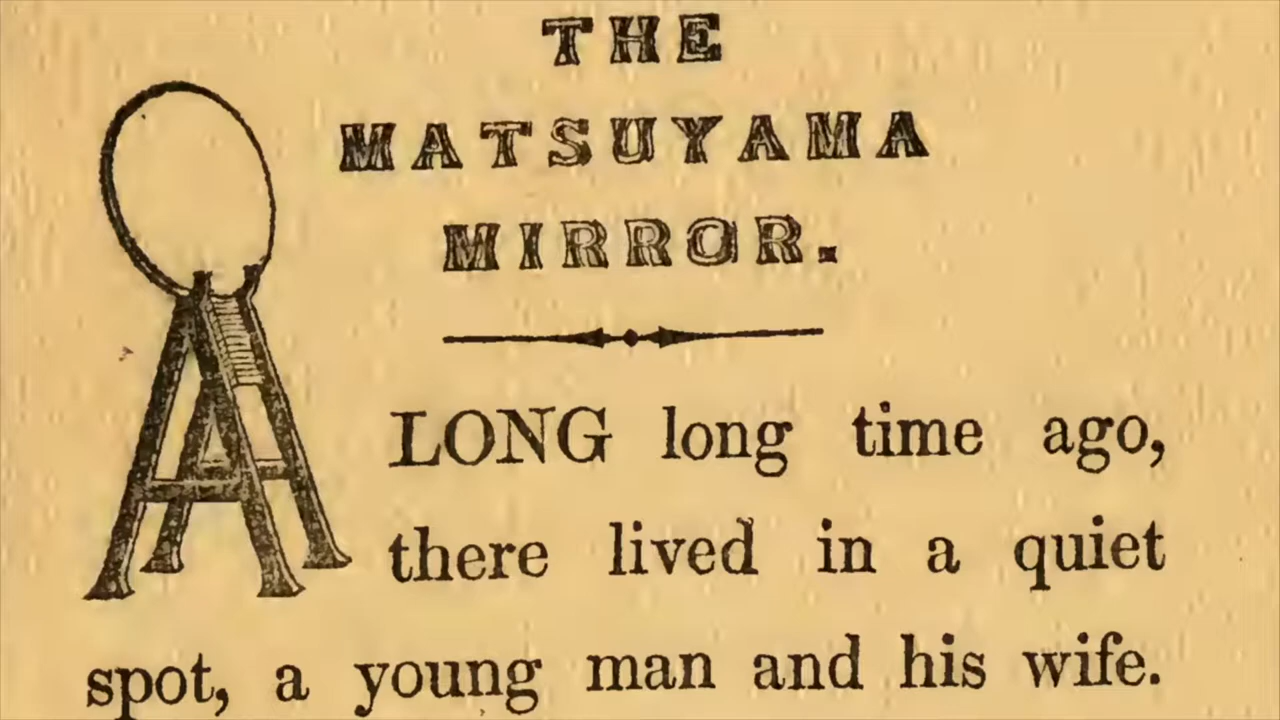 THE
MATSUYAMA
MIRROR.
A LONG long time ago,
there lived in a quiet
spot, a young man and his wife.